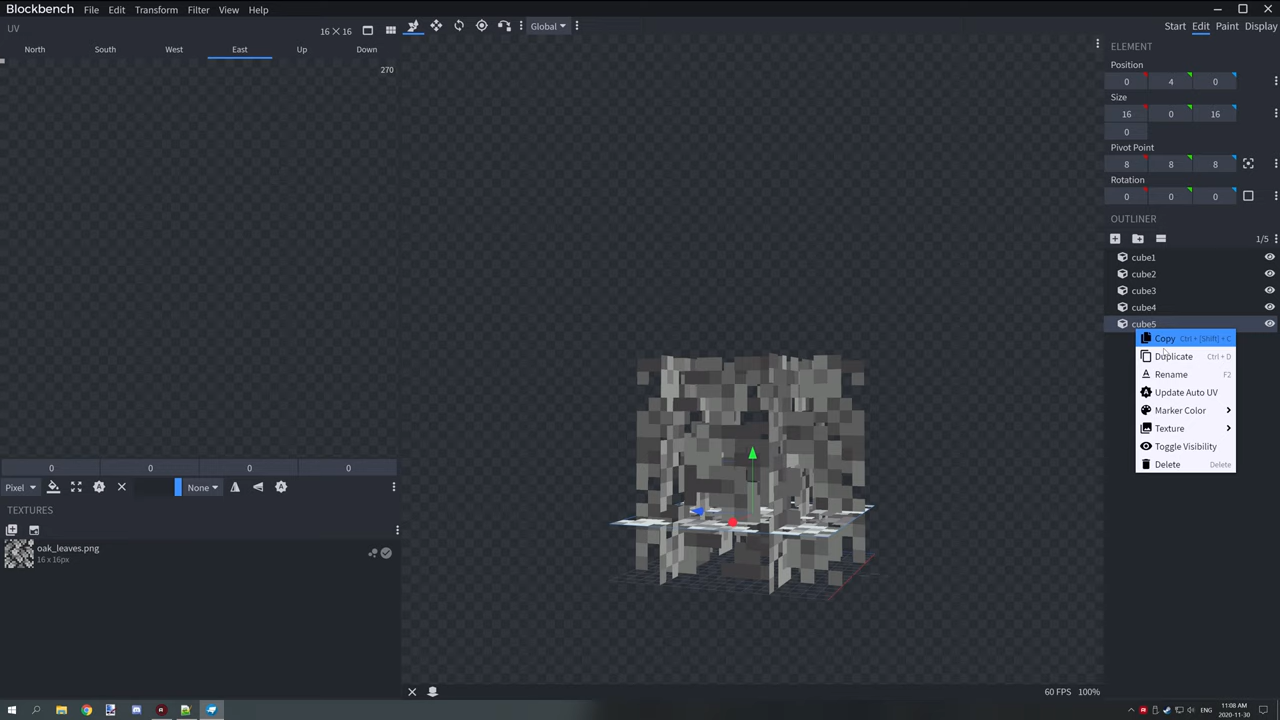 Blockbench File Edit Transform Filter View Help
UV 16 × 16
Global
Start Edit Paint Display
North South West East Up Down
270
ELEMENT
Position
0 4 0
Size
16 0 16
0
Pivot Point
8 8 8
Rotation
0 0 0
OUTLINER
1/5
cube1
cube2
cube3
cube4
cube5
Copy Ctrl + [Shift] + C
Duplicate Ctrl + D
Rename F2
Update Auto UV
Marker Color
Texture
Toggle Visibility
Delete Delete
0 0 0 0
Pixel None
TEXTURES
oak_leaves.png
16 x 16px
60 FPS 100%
ENG
11:08 AM
2020-11-30